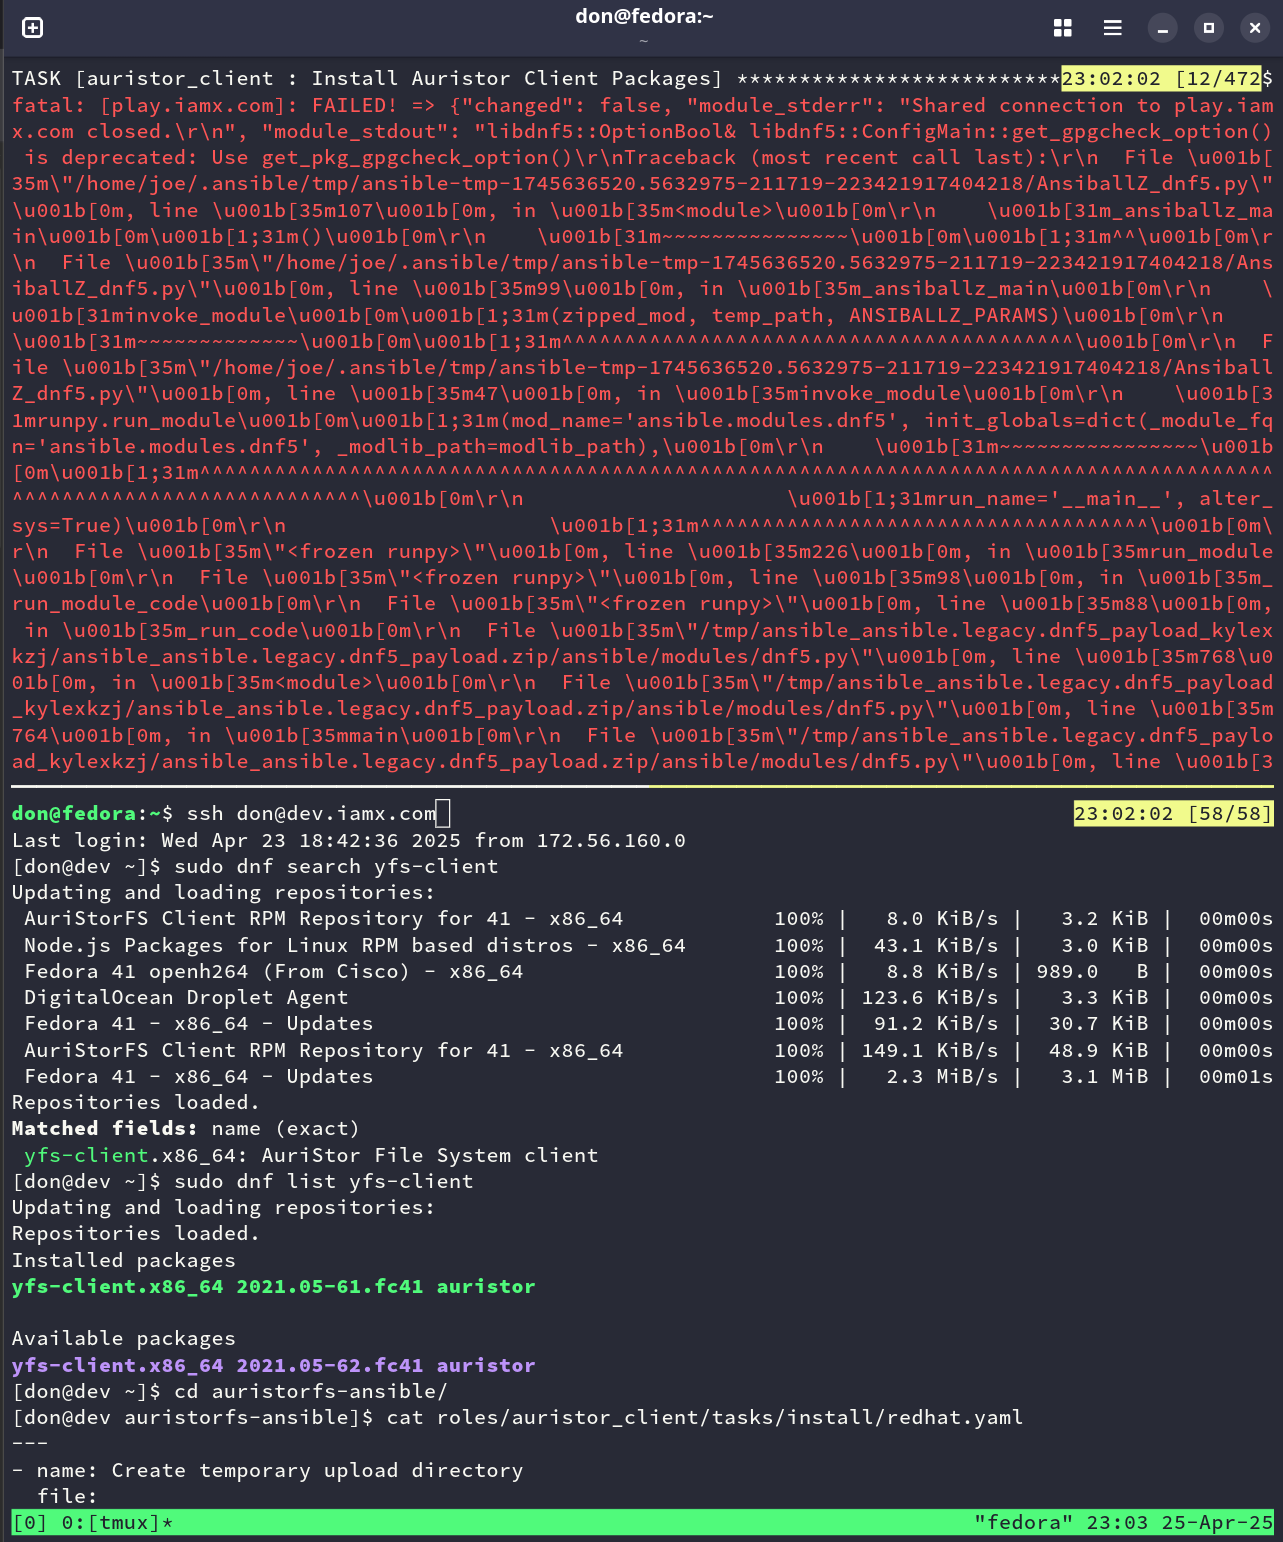 don@fedora:~
~
TASK [auristor_client : Install Auristor Client Packages] **************************23:02:02 [12/472$
fatal: [play.iamx.com]: FAILED! => {"changed": false, "module_stderr": "Shared connection to play.iam
x.com closed.\r\n", "module_stdout": "libdnf5::OptionBool& libdnf5::ConfigMain::get_gpgcheck_option()
 is deprecated: Use get_pkg_gpgcheck_option()\r\nTraceback (most recent call last):\r\n  File \u001b[
35m\"/home/joe/.ansible/tmp/ansible-tmp-1745636520.5632975-211719-223421917404218/AnsiballZ_dnf5.py\"
\u001b[0m, line \u001b[35m107\u001b[0m, in \u001b[35m<module>\u001b[0m\r\n    \u001b[31m_ansiballz_ma
in\u001b[0m\u001b[1;31m()\u001b[0m\r\n    \u001b[31m~~~~~~~~~~~~~~~\u001b[0m\u001b[1;31m^^\u001b[0m\r
\n  File \u001b[35m\"/home/joe/.ansible/tmp/ansible-tmp-1745636520.5632975-211719-223421917404218/Ans
iballZ_dnf5.py\"\u001b[0m, line \u001b[35m99\u001b[0m, in \u001b[35m_ansiballz_main\u001b[0m\r\n    \
u001b[31minvoke_module\u001b[0m\u001b[1;31m(zipped_mod, temp_path, ANSIBALLZ_PARAMS)\u001b[0m\r\n
\u001b[31m~~~~~~~~~~~~~\u001b[0m\u001b[1;31m^^^^^^^^^^^^^^^^^^^^^^^^^^^^^^^^^^^^^^^^^\u001b[0m\r\n  F
ile \u001b[35m\"/home/joe/.ansible/tmp/ansible-tmp-1745636520.5632975-211719-223421917404218/Ansiball
Z_dnf5.py\"\u001b[0m, line \u001b[35m47\u001b[0m, in \u001b[35minvoke_module\u001b[0m\r\n    \u001b[3
1mrunpy.run_module\u001b[0m\u001b[1;31m(mod_name='ansible.modules.dnf5', init_globals=dict(_module_fq
n='ansible.modules.dnf5', _modlib_path=modlib_path),\u001b[0m\r\n    \u001b[31m~~~~~~~~~~~~~~~~\u001b
[0m\u001b[1;31m^^^^^^^^^^^^^^^^^^^^^^^^^^^^^^^^^^^^^^^^^^^^^^^^^^^^^^^^^^^^^^^^^^^^^^^^^^^^^^^^^^^^^^
^^^^^^^^^^^^^^^^^^^^^^^^^^^^\u001b[0m\r\n                     \u001b[1;31mrun_name='__main__', alter_
sys=True)\u001b[0m\r\n                     \u001b[1;31m^^^^^^^^^^^^^^^^^^^^^^^^^^^^^^^^^^^^\u001b[0m\
r\n  File \u001b[35m\"<frozen runpy>\"\u001b[0m, line \u001b[35m226\u001b[0m, in \u001b[35mrun_module
\u001b[0m\r\n  File \u001b[35m\"<frozen runpy>\"\u001b[0m, line \u001b[35m98\u001b[0m, in \u001b[35m_
run_module_code\u001b[0m\r\n  File \u001b[35m\"<frozen runpy>\"\u001b[0m, line \u001b[35m88\u001b[0m,
 in \u001b[35m_run_code\u001b[0m\r\n  File \u001b[35m\"/tmp/ansible_ansible.legacy.dnf5_payload_kylex
kzj/ansible_ansible.legacy.dnf5_payload.zip/ansible/modules/dnf5.py\"\u001b[0m, line \u001b[35m768\u0
01b[0m, in \u001b[35m<module>\u001b[0m\r\n  File \u001b[35m\"/tmp/ansible_ansible.legacy.dnf5_payload
_kylexkzj/ansible_ansible.legacy.dnf5_payload.zip/ansible/modules/dnf5.py\"\u001b[0m, line \u001b[35m
764\u001b[0m, in \u001b[35mmain\u001b[0m\r\n  File \u001b[35m\"/tmp/ansible_ansible.legacy.dnf5_paylo
ad_kylexkzj/ansible_ansible.legacy.dnf5_payload.zip/ansible/modules/dnf5.py\"\u001b[0m, line \u001b[3
don@fedora:~$ ssh don@dev.iamx.com 23:02:02 [58/58]
Last login: Wed Apr 23 18:42:36 2025 from 172.56.160.0
[don@dev ~]$ sudo dnf search yfs-client
Updating and loading repositories:
 AuriStorFS Client RPM Repository for 41 - x86_64            100% |   8.0 KiB/s |   3.2 KiB |  00m00s
 Node.js Packages for Linux RPM based distros - x86_64       100% |  43.1 KiB/s |   3.0 KiB |  00m00s
 Fedora 41 openh264 (From Cisco) - x86_64                    100% |   8.8 KiB/s | 989.0   B |  00m00s
 DigitalOcean Droplet Agent                                  100% | 123.6 KiB/s |   3.3 KiB |  00m00s
 Fedora 41 - x86_64 - Updates                                100% |  91.2 KiB/s |  30.7 KiB |  00m00s
 AuriStorFS Client RPM Repository for 41 - x86_64            100% | 149.1 KiB/s |  48.9 KiB |  00m00s
 Fedora 41 - x86_64 - Updates                                100% |   2.3 MiB/s |   3.1 MiB |  00m01s
Repositories loaded.
Matched fields: name (exact)
 yfs-client.x86_64: AuriStor File System client
[don@dev ~]$ sudo dnf list yfs-client
Updating and loading repositories:
Repositories loaded.
Installed packages
yfs-client.x86_64 2021.05-61.fc41 auristor
Available packages
yfs-client.x86_64 2021.05-62.fc41 auristor
[don@dev ~]$ cd auristorfs-ansible/
[don@dev auristorfs-ansible]$ cat roles/auristor_client/tasks/install/redhat.yaml
---
- name: Create temporary upload directory
  file:
[0] 0:[tmux]* "fedora" 23:03 25-Apr-25